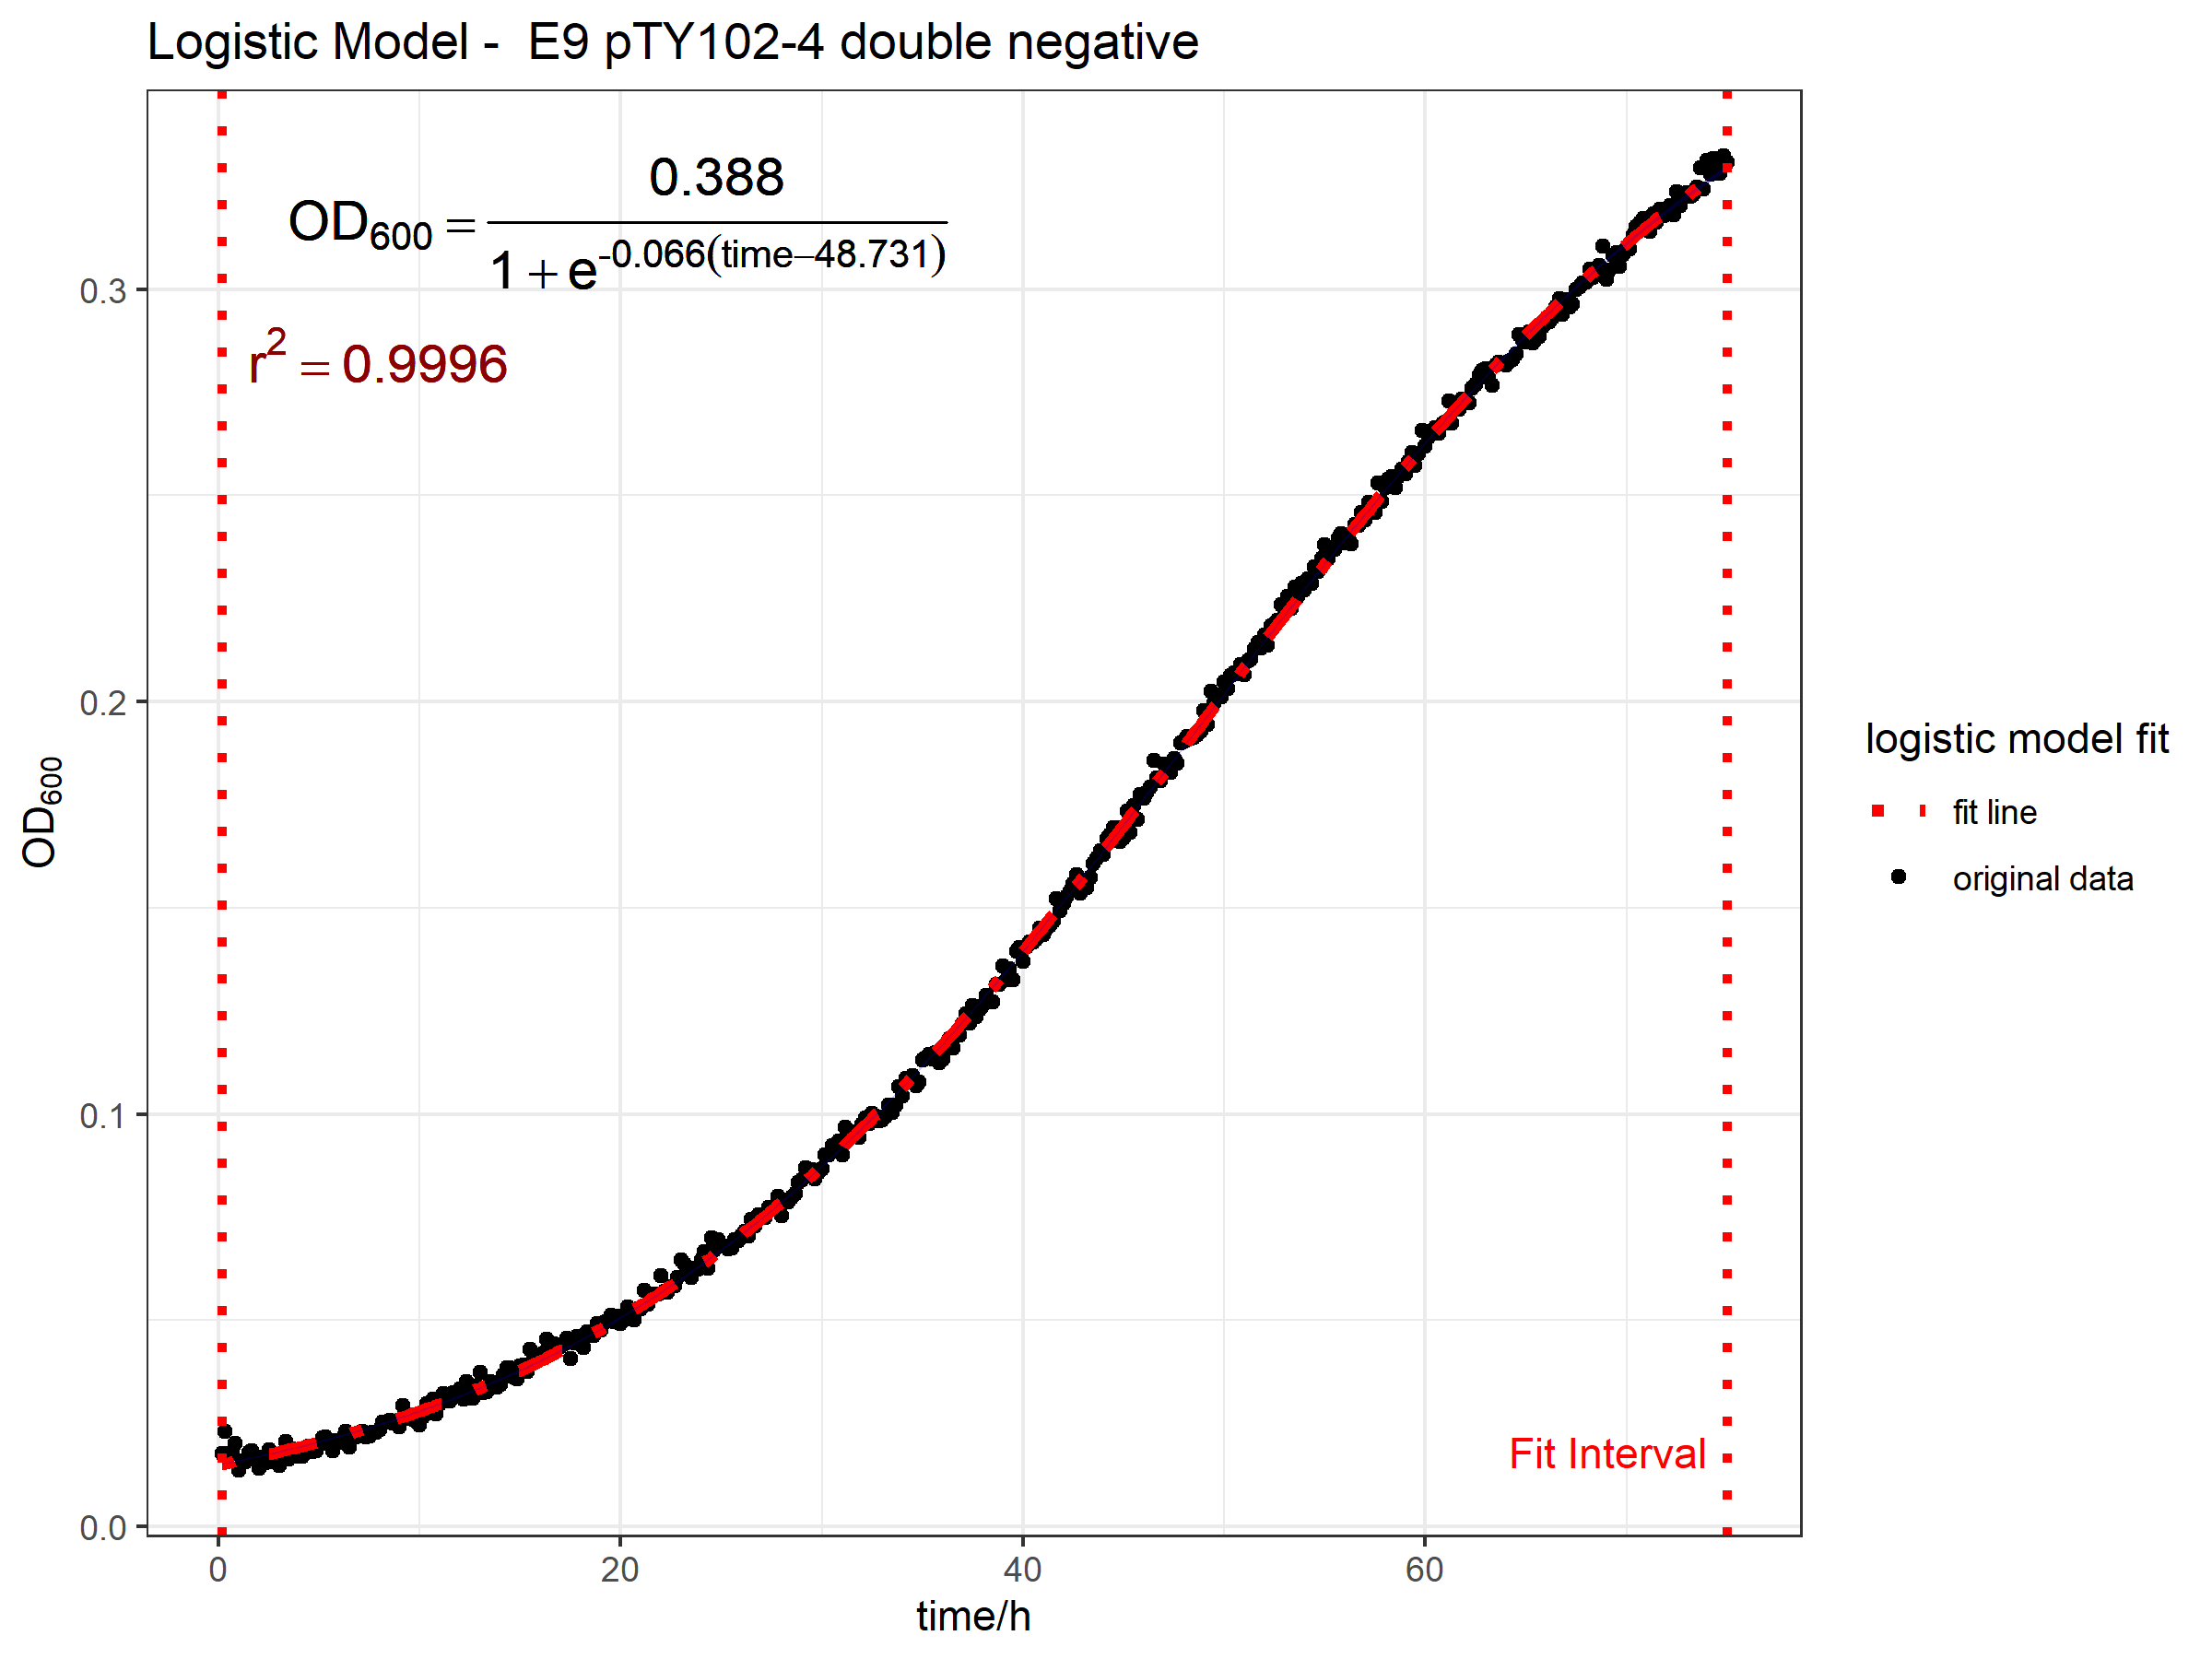 Logistic Model -  E9 pTY102-4 double negative
OD₆₀₀ = 0.388 / 1 + e^-0.066(time−48.731)
r² = 0.9996
0.3
0.2
0.1
0.0
OD₆₀₀
0 20 40 60
time/h
Fit Interval
logistic model fit
fit line
original data